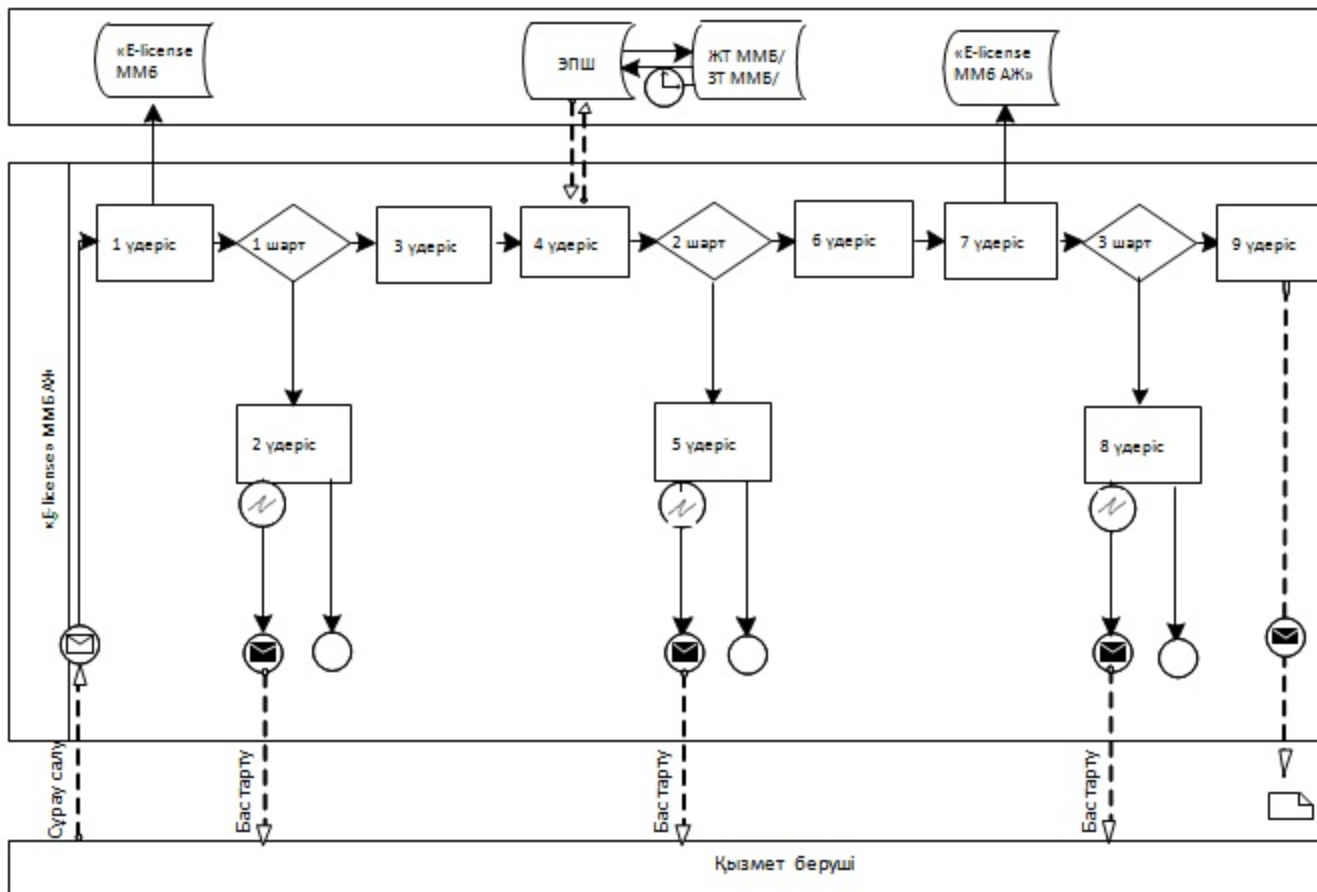 «E-license
ММб
ЭПШ
ЖТ ММБ/
ЗТ ММБ/
«E-license
ММб АЖ»
1 үдеріс
1 шарт
3 үдеріс
4 үдеріс
2 шарт
6 үдеріс
7 үдеріс
3 шарт
9 үдеріс
«E-license» ММБ АЖ
2 үдеріс
5 үдеріс
8 үдеріс
Сұрау салу
Бас тарту
Бас тарту
Бас тарту
Қызмет беруші